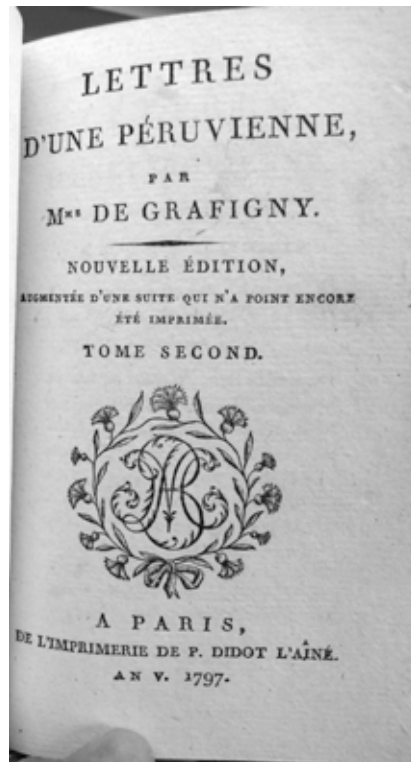 LETTRES
D'UNE PÉRUVIENNE,
PAR
MME DE GRAFIGNY.
NOUVELLE ÉDITION,
AUGMENTÉE D'UNE SUITE QUI N'A POINT ENCORE
ÉTÉ IMPRIMÉE.
TOME SECOND.
A PARIS,
DE L'IMPRIMERIE DE P. DIDOT L'AÎNÉ.
AN V. 1797.